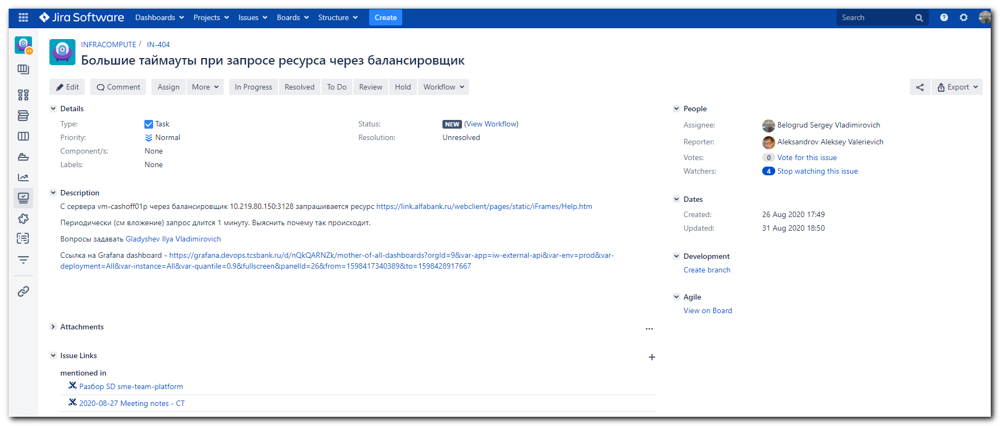 Jira Software Dashboards Projects Issues Boards Structure Create Search
INFRACOMPUTE / IN-404
Большие таймауты при запросе ресурса через балансировщик
Edit Comment Assign More In Progress Resolved To Do Review Hold Workflow Export
Details
Type: Task
Status: NEW (View Workflow)
Priority: Normal
Resolution: Unresolved
Component/s: None
Labels: None
Description
С сервера vm-cashoff01p через балансировщик 10.219.80.150:3128 запрашивается ресурс https://link.alfabank.ru/webclient/pages/static/iFrames/Help.htm
Периодически (см вложение) запрос длится 1 минуту. Выяснить почему так происходит.
Вопросы задавать Gladyshev Ilya Vladimirovich
Ссылка на Grafana dashboard - https://grafana.devops.tcsbank.ru/d/nQkQARNZk/mother-of-all-dashboards?orgId=9&var-app=iw-external-api&var-env=prod&var-
deployment=All&var-instance=All&var-quantile=0.9&fullscreen&panelId=26&from=1598417340389&to=1598428917667
Attachments
Issue Links
mentioned in
Разбор SD sme-team-platform
2020-08-27 Meeting notes - CT
People
Assignee: Belogrud Sergey Vladimirovich
Reporter: Aleksandrov Aleksey Valerievich
Votes: 0 Vote for this issue
Watchers: 4 Stop watching this issue
Dates
Created: 26 Aug 2020 17:49
Updated: 31 Aug 2020 18:50
Development
Create branch
Agile
View on Board